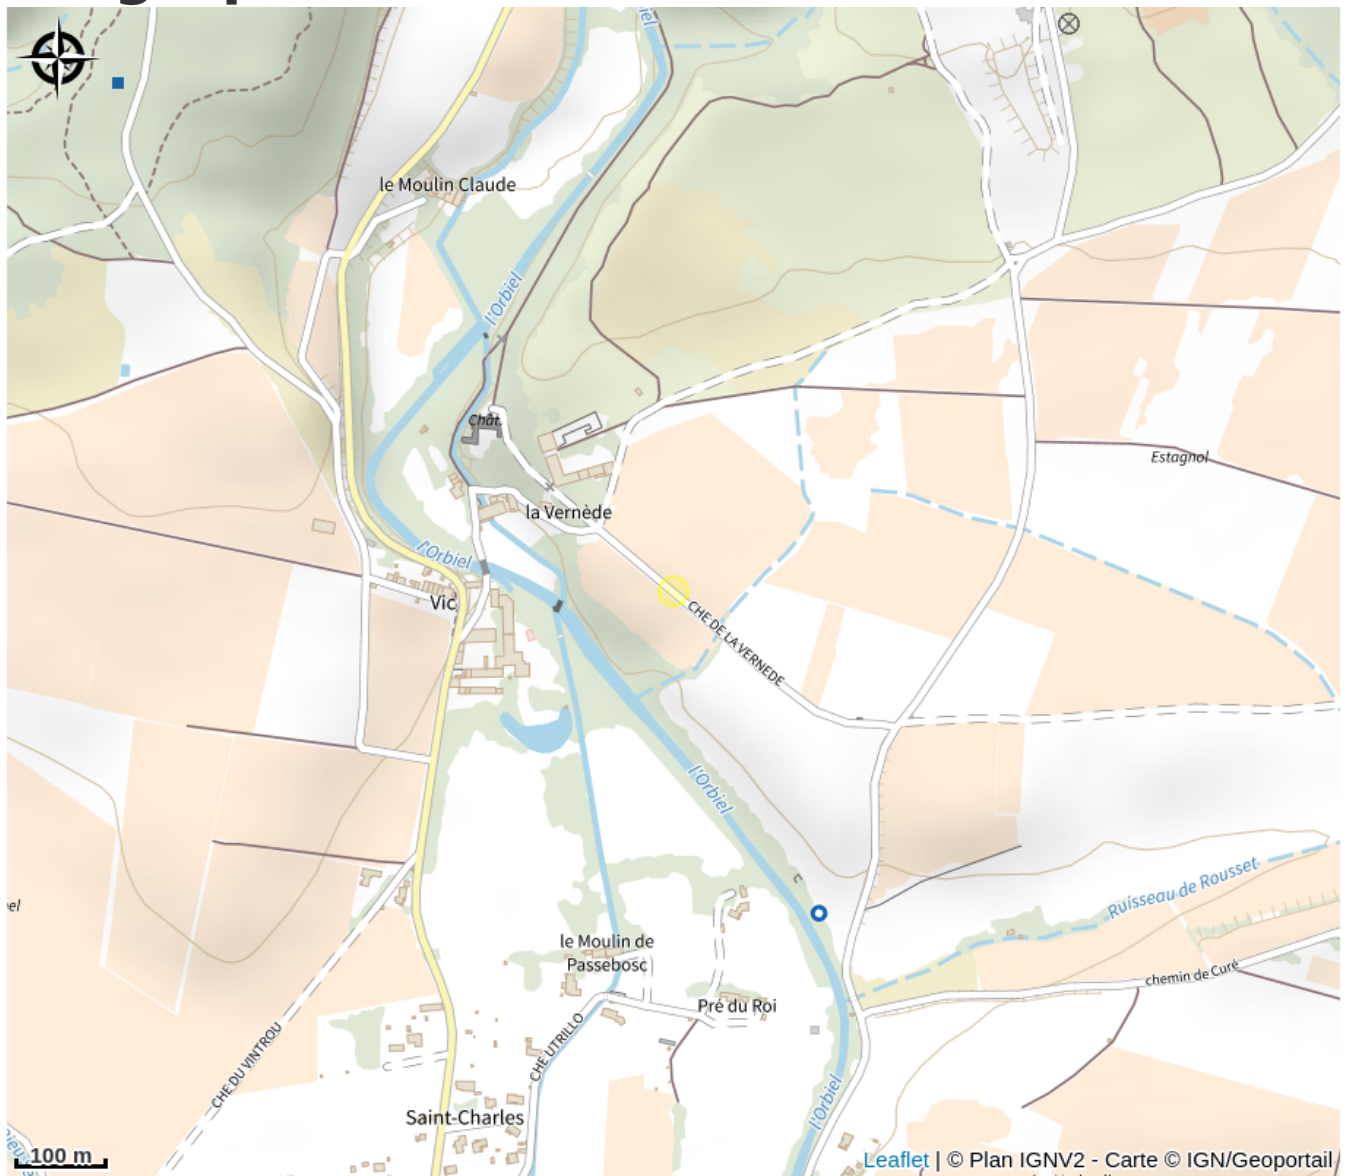 le Moulin Claude
l'Orbiel
Chât.
Estagnol
la Vernède
l'Orbiel
Vic
CHE DE LA VERNEDE
l'Orbiel
Ruisseau de Rousset
le Moulin de
Passebosc
chemin de Curé
Pré du Roi
CHE DU VINTROU
CHE UTRILLO
l'Orbiel
Saint-Charles
100 m
Leaflet | © Plan IGNV2 - Carte © IGN/Geoportail